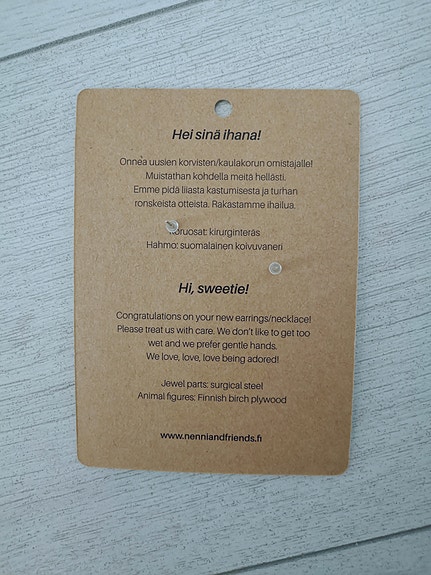 Hei sinä ihana!
Onnea uusien korvisten/kaulakorun omistajalle!
Muistathan kohdella meitä hellästi.
Emme pidä liiasta kastumisesta ja turhan
ronskeista otteista. Rakastamme ihailua.
kirurginteräs
Hahmo: suomalainen koivuvaneri
Hi, sweetie!
Congratulations on your new earrings/necklace!
Please treat us with care. We don't like to get too
wet and we prefer gentle hands.
We love, love, love being adored!
Jewel parts: surgical steel
Animal figures: Finnish birch plywood
www.nenniandfriends.fi